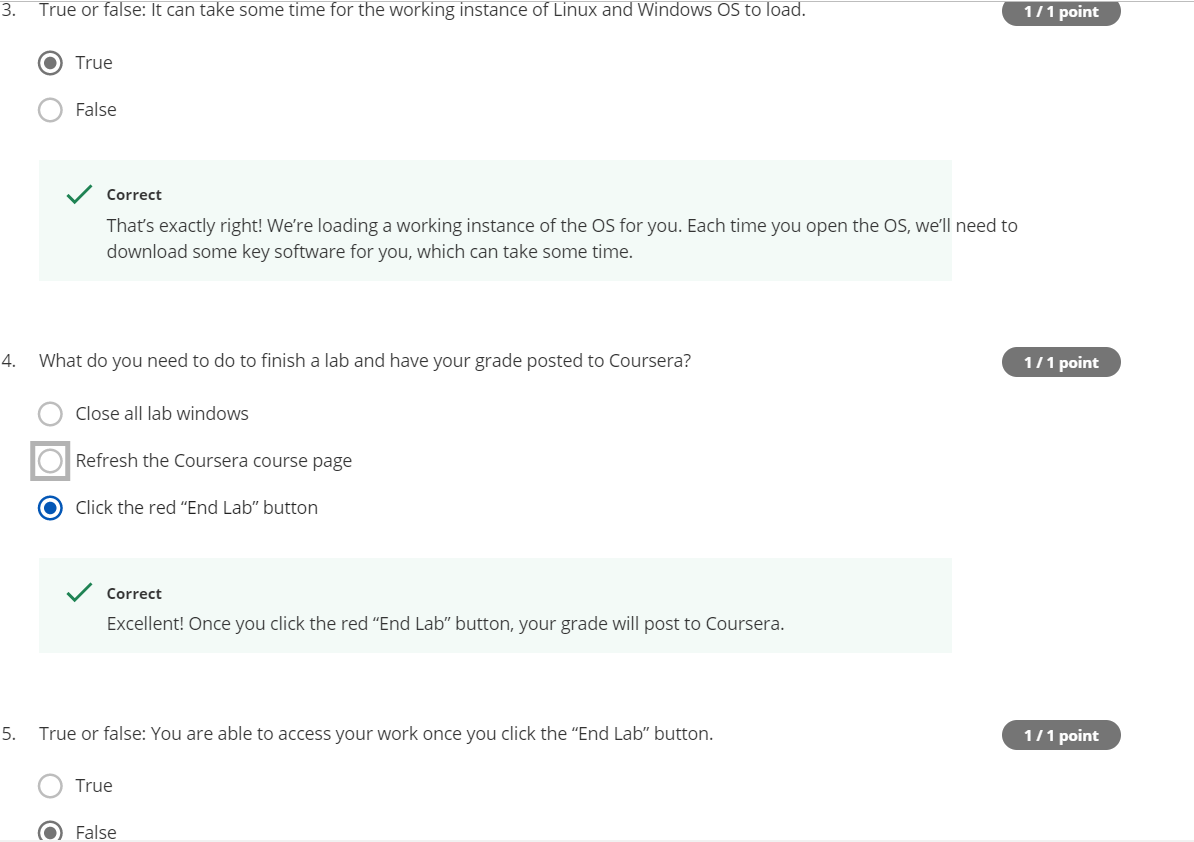 3. True or false: It can take some time for the working instance of Linux and Windows OS to load.
1 / 1 point
True
False
Correct
That’s exactly right! We’re loading a working instance of the OS for you. Each time you open the OS, we’ll need to
download some key software for you, which can take some time.
4. What do you need to do to finish a lab and have your grade posted to Coursera?
1 / 1 point
Close all lab windows
Refresh the Coursera course page
Click the red “End Lab” button
Correct
Excellent! Once you click the red “End Lab” button, your grade will post to Coursera.
5. True or false: You are able to access your work once you click the “End Lab” button.
1 / 1 point
True
False